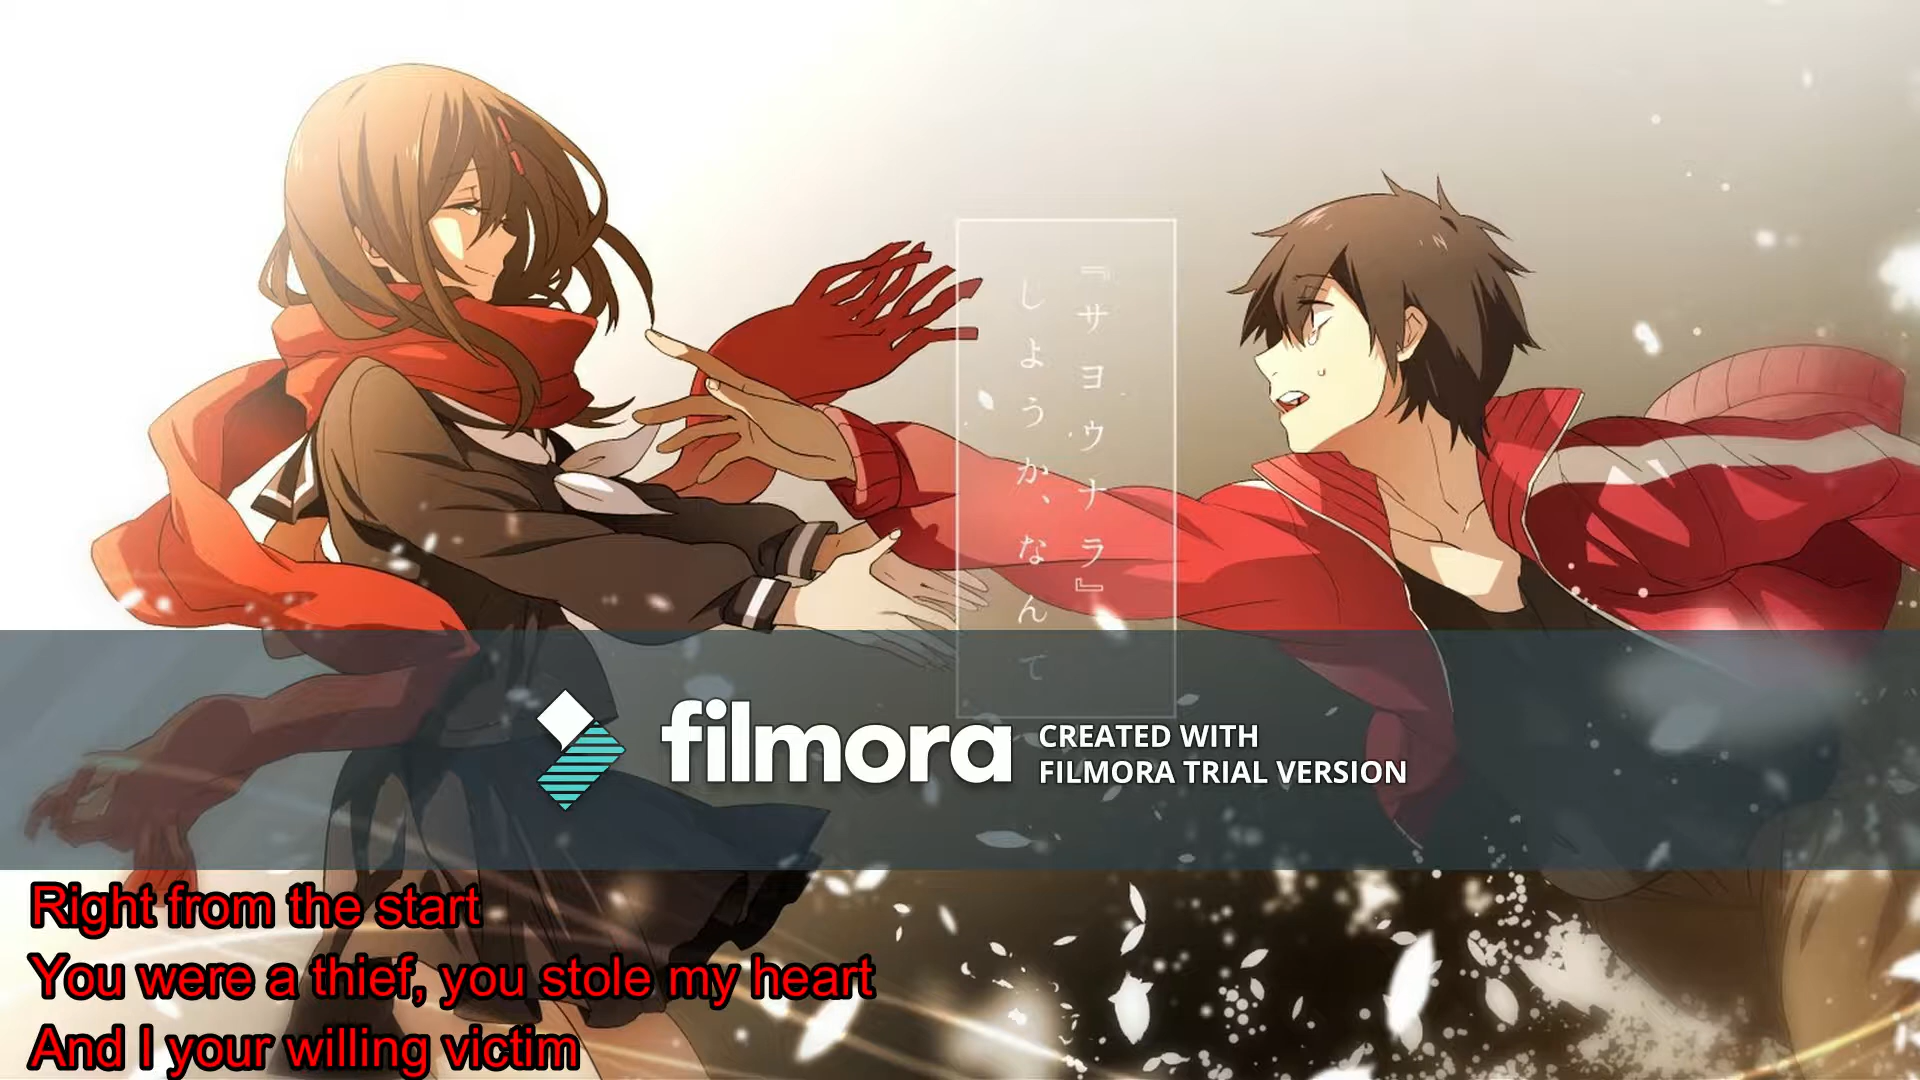 『サヨウナラ』
しようか、なんて
filmora
CREATED WITH
FILMORA TRIAL VERSION
Right from the start
You were a thief, you stole my heart
And I your willing victim